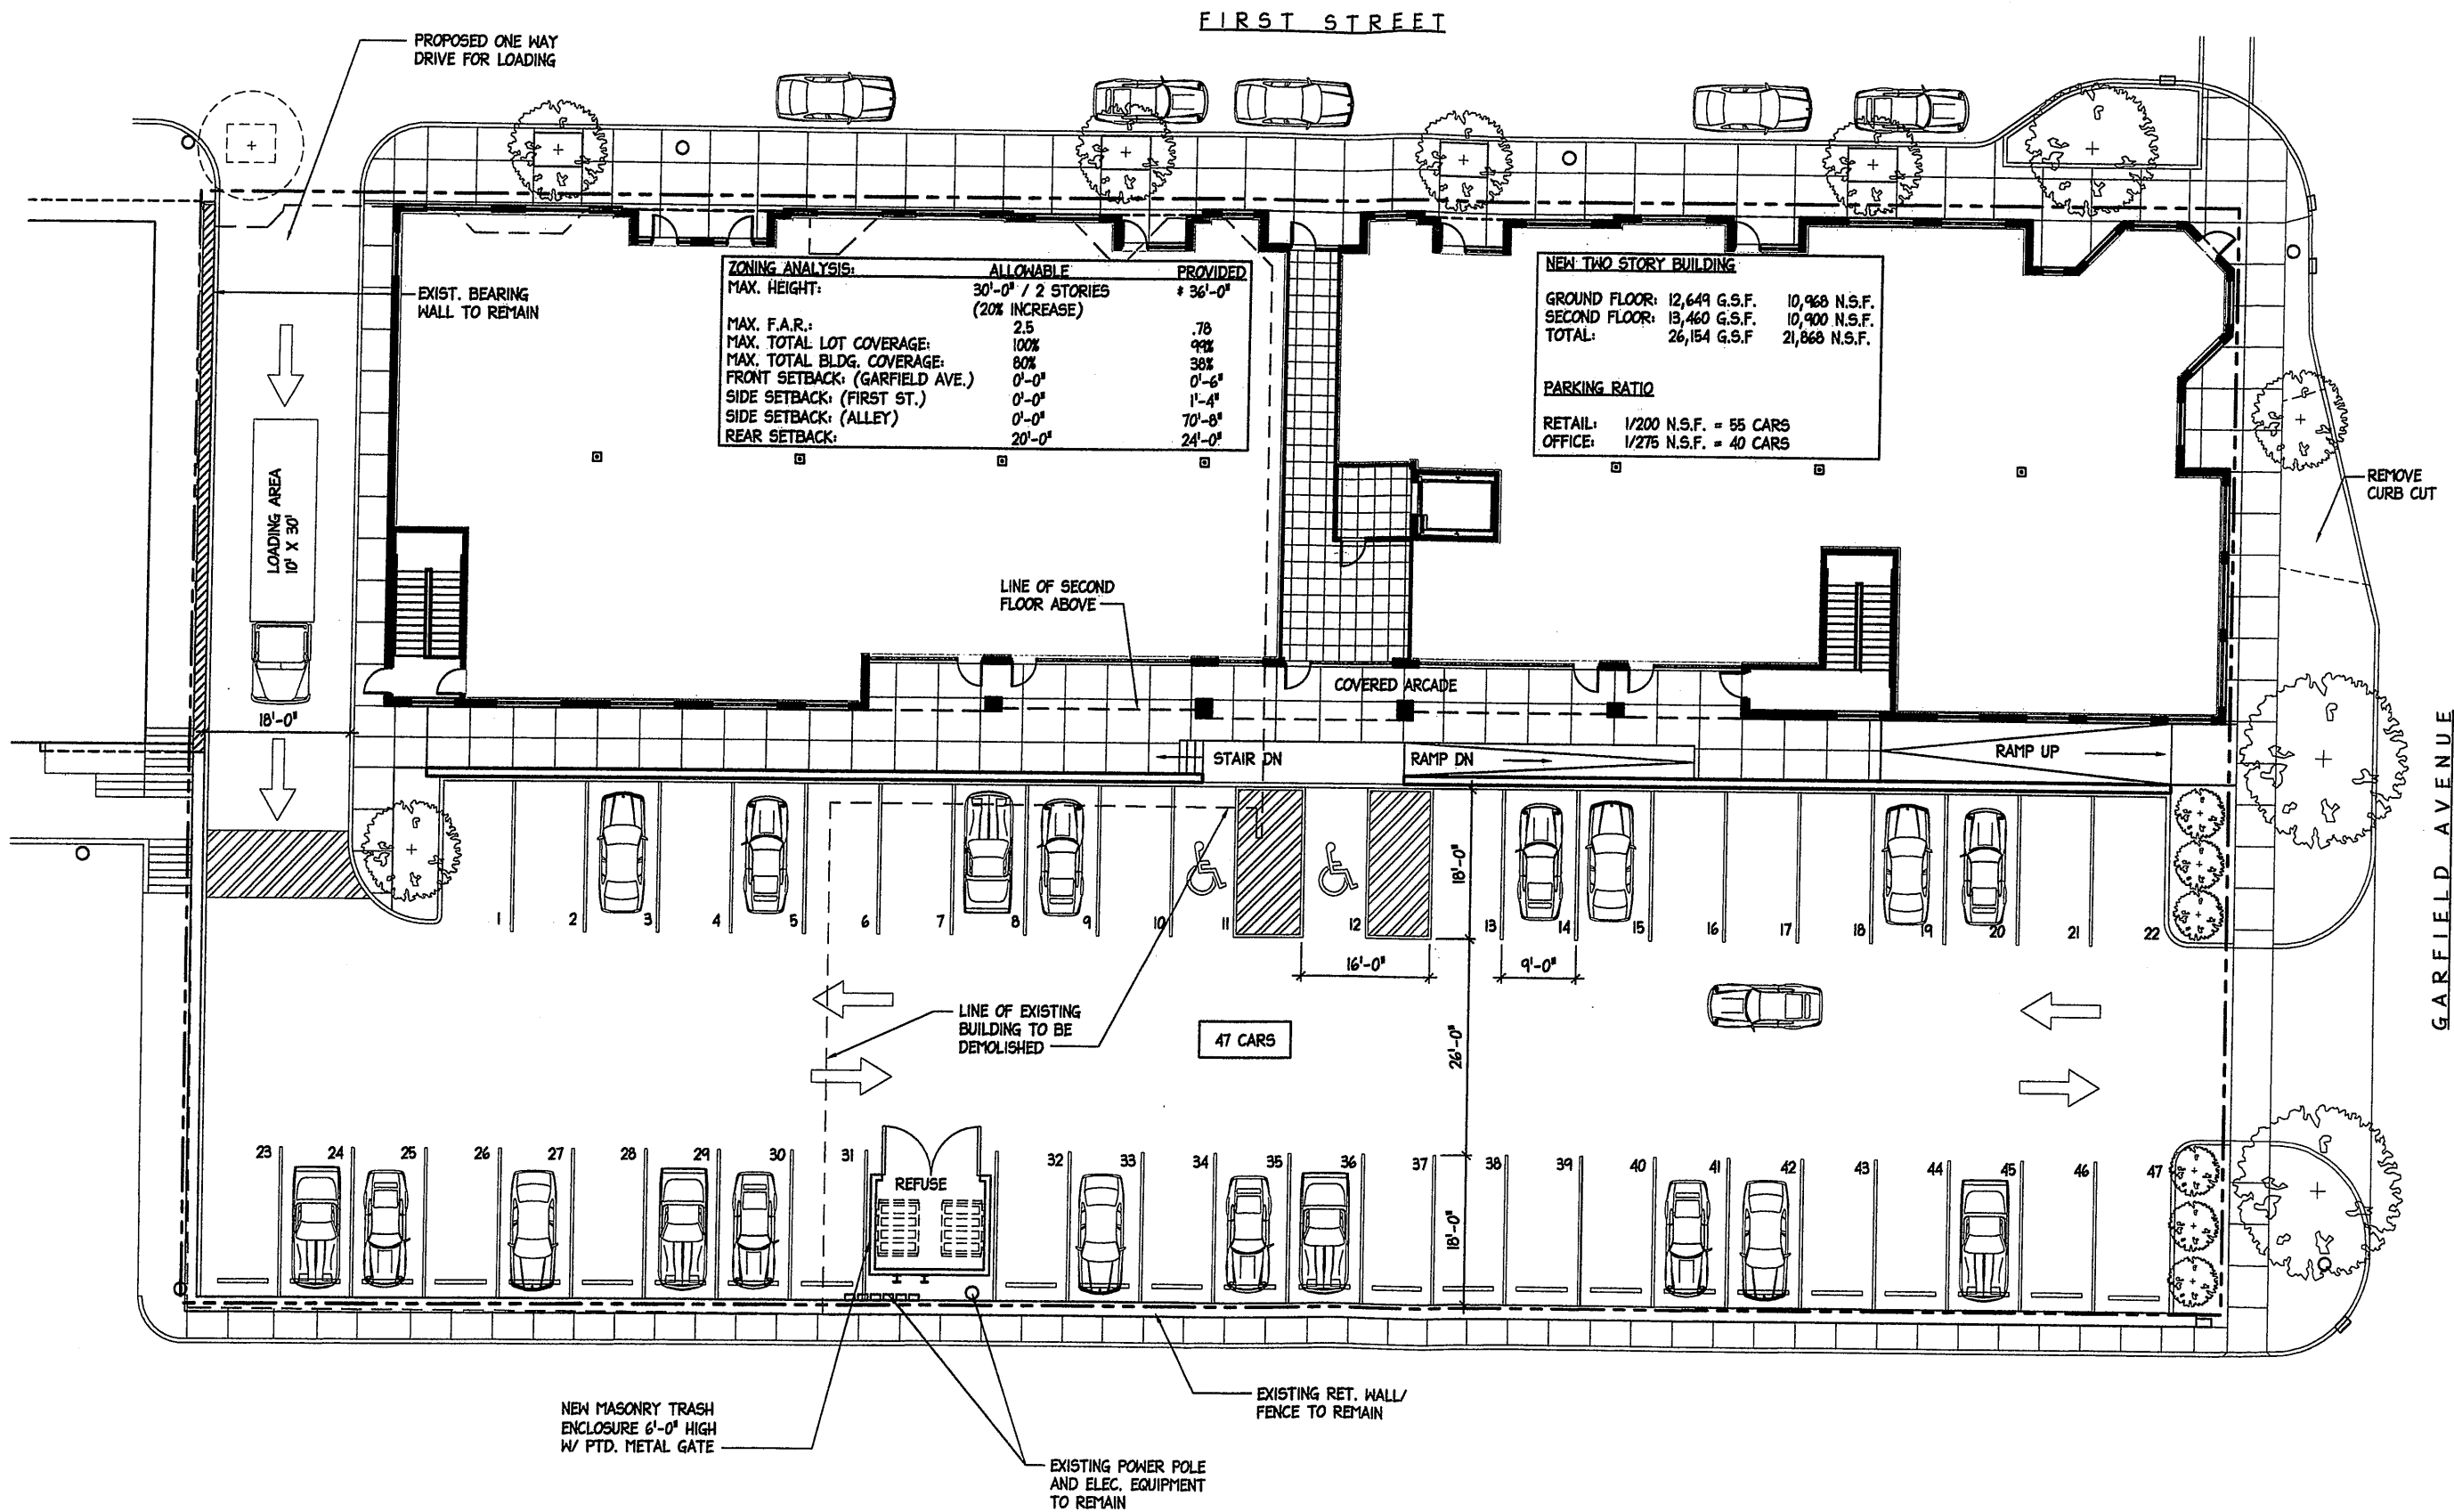 FIRST STREET
PROPOSED ONE WAY
DRIVE FOR LOADING
EXIST. BEARING
WALL TO REMAIN
ZONING ANALYSIS: ALLOWABLE PROVIDED
MAX. HEIGHT: 30'-0" / 2 STORIES * 36'-0"
(20% INCREASE)
MAX. F.A.R.: 2.5 .78
MAX. TOTAL LOT COVERAGE: 100% 99%
MAX. TOTAL BLDG. COVERAGE: 80% 38%
FRONT SETBACK: (GARFIELD AVE.) 0'-0" 0'-6"
SIDE SETBACK: (FIRST ST.) 0'-0" 1'-4"
SIDE SETBACK: (ALLEY) 0'-0" 70'-8"
REAR SETBACK: 20'-0" 24'-0"
NEW TWO STORY BUILDING
GROUND FLOOR: 12,649 G.S.F. 10,968 N.S.F.
SECOND FLOOR: 13,460 G.S.F. 10,900 N.S.F.
TOTAL: 26,154 G.S.F 21,868 N.S.F.
PARKING RATIO
RETAIL: 1/200 N.S.F. = 55 CARS
OFFICE: 1/275 N.S.F. = 40 CARS
REMOVE
CURB CUT
LOADING AREA
10' X 30'
18'-0"
LINE OF SECOND
FLOOR ABOVE
COVERED ARCADE
STAIR DN
RAMP DN
RAMP UP
GARFIELD AVENUE
1 2 3 4 5 6 7 8 9 10 11 12 13 14 15 16 17 18 19 20 21 22
18'-0"
16'-0"
9'-0"
LINE OF EXISTING
BUILDING TO BE
DEMOLISHED
47 CARS
26'-0"
23 24 25 26 27 28 29 30 31 32 33 34 35 36 37 38 39 40 41 42 43 44 45 46 47
REFUSE
18'-0"
NEW MASONRY TRASH
ENCLOSURE 6'-0" HIGH
W/ PTD. METAL GATE
EXISTING RET. WALL/
FENCE TO REMAIN
EXISTING POWER POLE
AND ELEC. EQUIPMENT
TO REMAIN